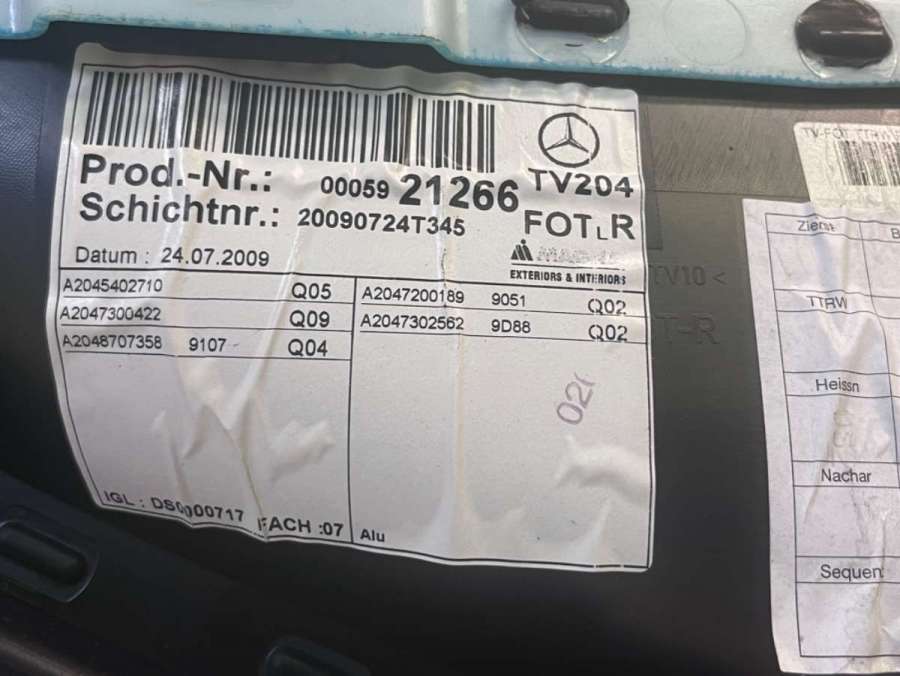 Prod.-Nr.: 00059 21266 TV204
Schichtnr.: 20090724T345 FOTLR
Datum : 24.07.2009
EXTERIORS & INTERIORS
A2045402710 Q05
A2047300422 Q09
A2048707358 9107 Q04
A2047200189 9051 Q02
A2047302562 9D88 Q02
IGL : DS0000717 FACH :07 Alu
TV10 <
T-R
TTRW
Heissn
Nachar
Sequen